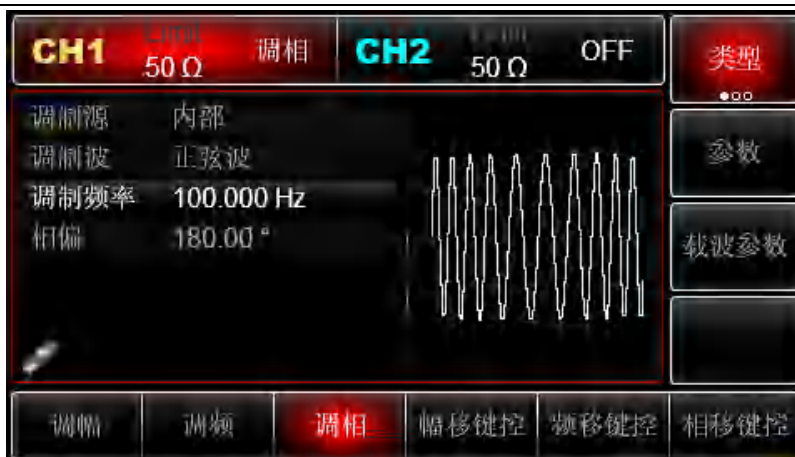 CH1 50 Ω 调相 CH2 50 Ω OFF
类型
调制源 内部
调制波 正弦波
调制频率 100.000 Hz
相偏 180.00 °
参数
载波参数
调幅 调频 调相 幅移键控 频移键控 相移键控